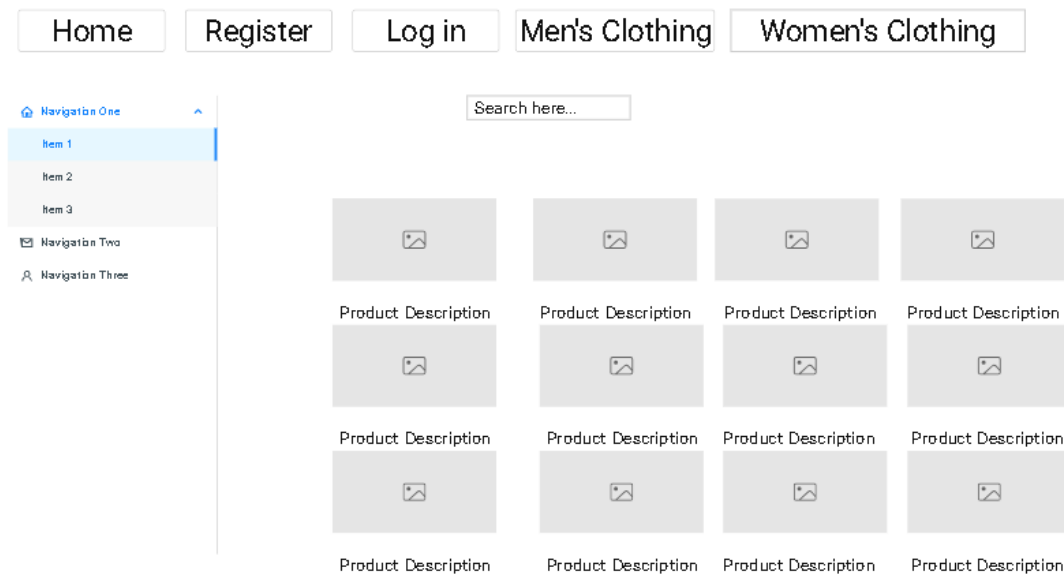 Home Register Log in Men's Clothing Women's Clothing
Search here...
Navigation One
Item 1
Item 2
Item 3
Navigation Two
Navigation Three
Product Description Product Description Product Description Product Description
Product Description Product Description Product Description Product Description
Product Description Product Description Product Description Product Description